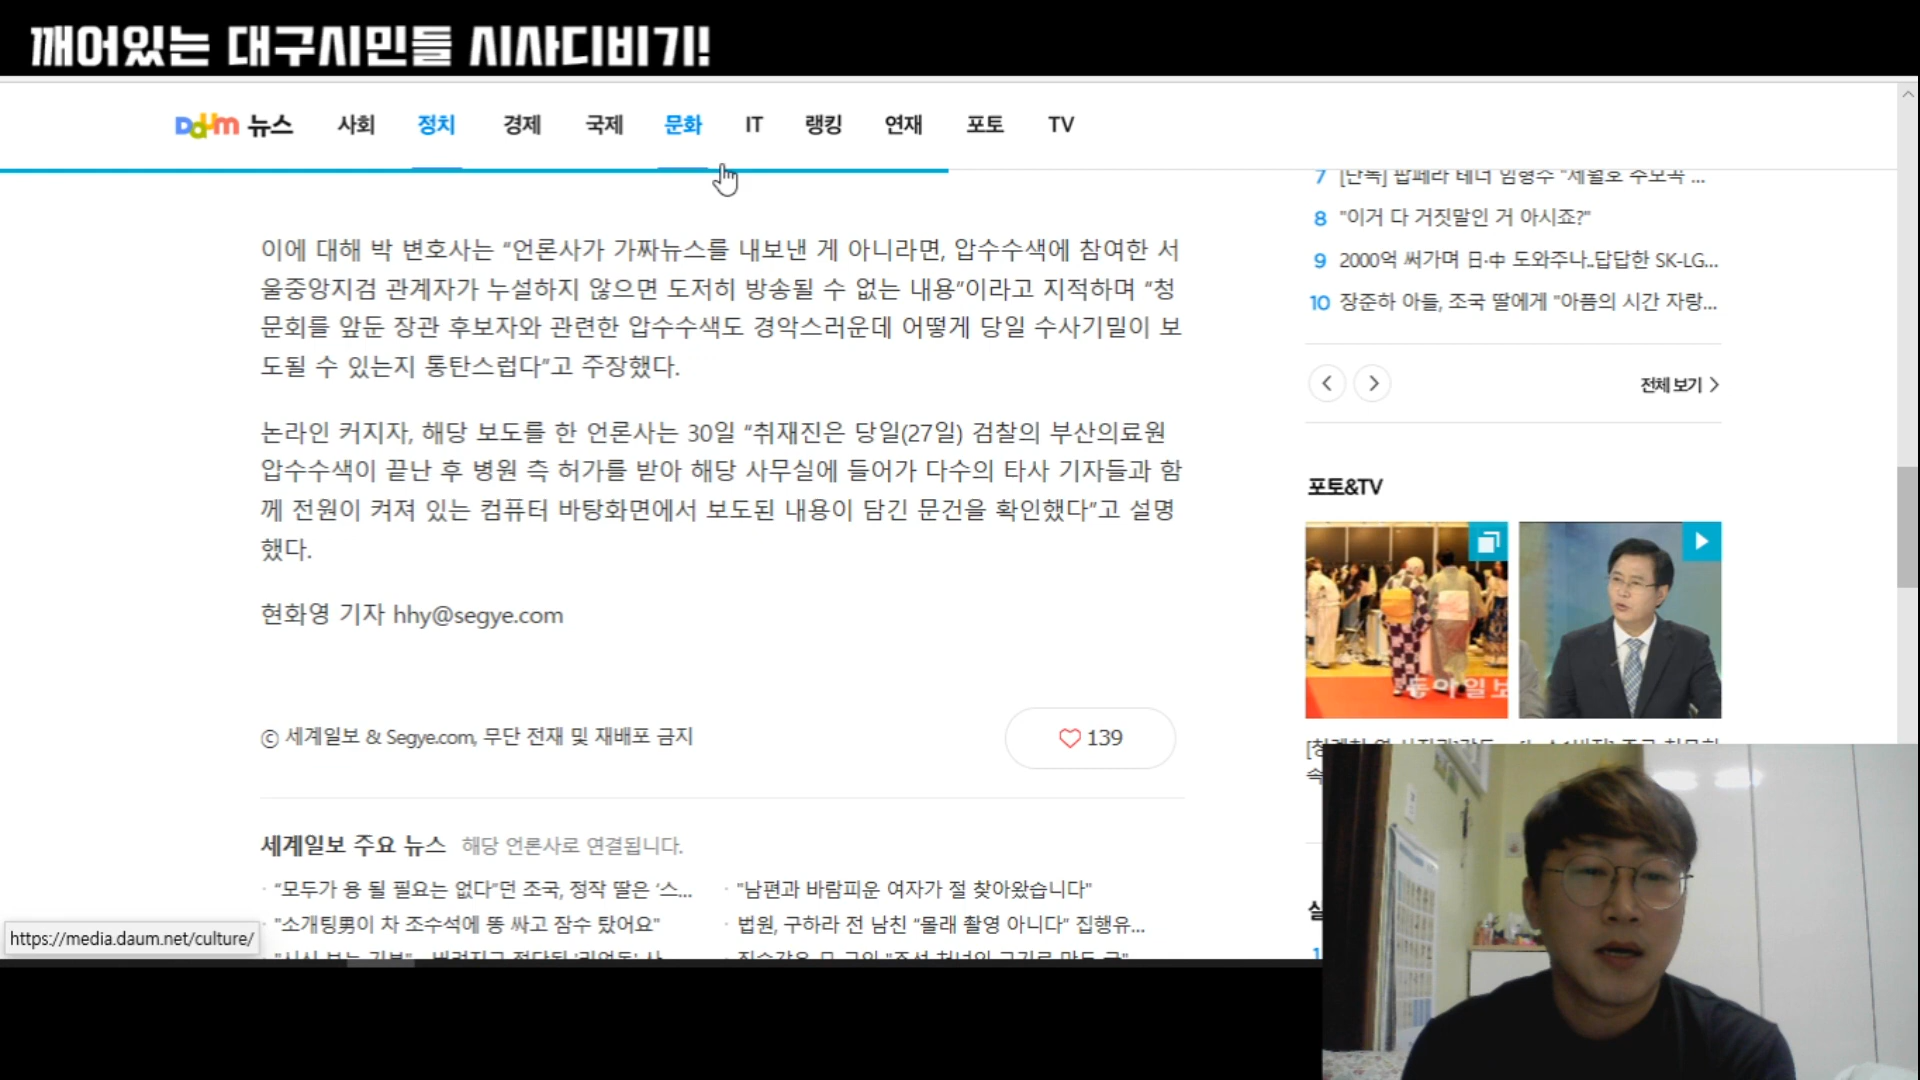 깨어있는 대구시민들 시사디비기!
Daum 뉴스 사회 정치 경제 국제 문화 IT 랭킹 연재 포토 TV
이에 대해 박 변호사는 “언론사가 가짜뉴스를 내보낸 게 아니라면, 압수수색에 참여한 서
울중앙지검 관계자가 누설하지 않으면 도저히 방송될 수 없는 내용”이라고 지적하며 “청
문회를 앞둔 장관 후보자와 관련한 압수수색도 경악스러운데 어떻게 당일 수사기밀이 보
도될 수 있는지 통탄스럽다”고 주장했다.
논라인 커지자, 해당 보도를 한 언론사는 30일 “취재진은 당일(27일) 검찰의 부산의료원
압수수색이 끝난 후 병원 측 허가를 받아 해당 사무실에 들어가 다수의 타사 기자들과 함
께 전원이 켜져 있는 컴퓨터 바탕화면에서 보도된 내용이 담긴 문건을 확인했다”고 설명
했다.
현화영 기자 hhy@segye.com
ⓒ 세계일보 & Segye.com, 무단 전재 및 재배포 금지
139
세계일보 주요 뉴스 해당 언론사로 연결됩니다.
· “모두가 용 될 필요는 없다”던 조국, 정작 딸은 ‘스...
· "남편과 바람피운 여자가 절 찾아왔습니다"
· "소개팅男이 차 조수석에 똥 싸고 잠수 탔어요"
· 법원, 구하라 전 남친 “몰래 촬영 아니다” 집행유...
https://media.daum.net/culture/
7 [단독] 팝페라 테너 임형주 "세월호 추모곡 ...
8 "이거 다 거짓말인 거 아시죠?"
9 2000억 써가며 日·中 도와주나..답답한 SK-LG...
10 장준하 아들, 조국 딸에게 "아픔의 시간 자랑...
전체 보기
포토&TV
동아일보